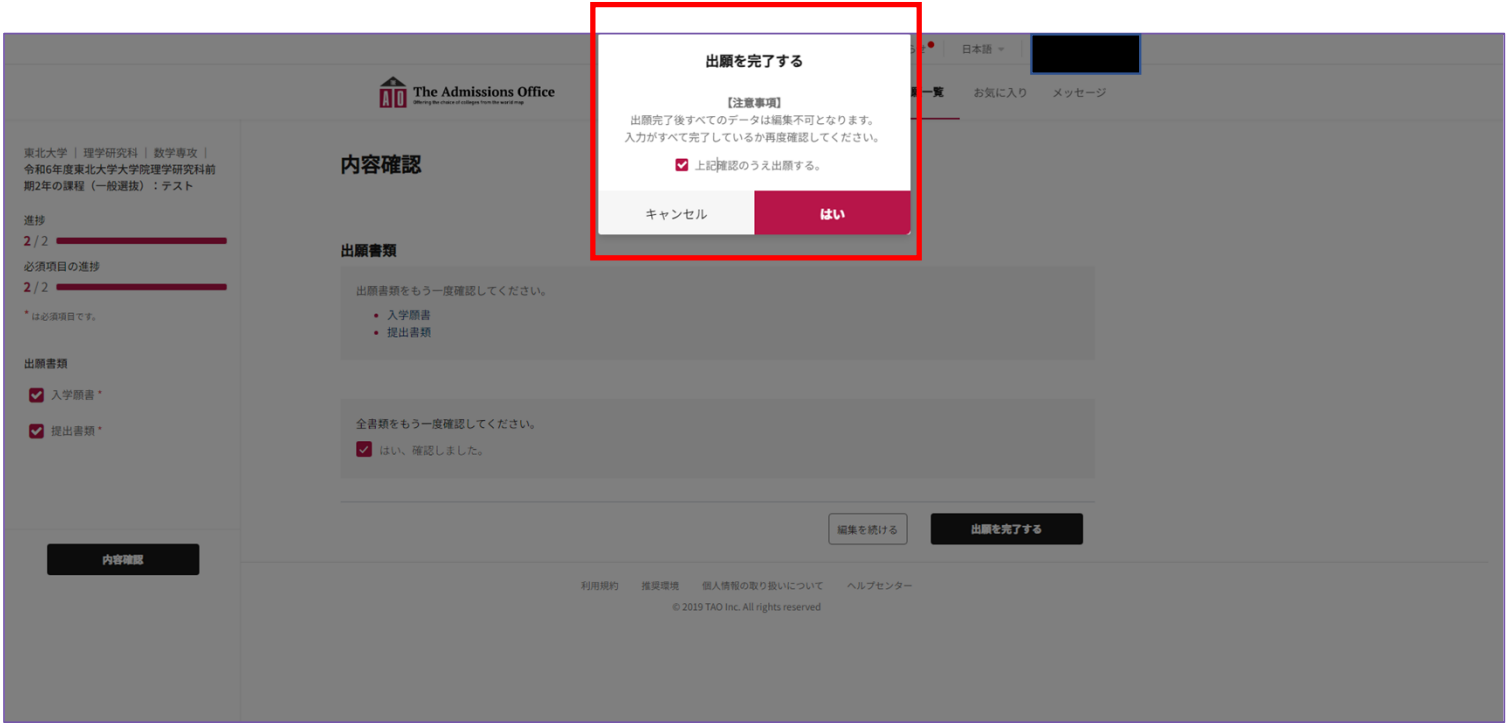 出願を完了する
【注意事項】
出願完了後すべてのデータは編集不可となります。
入力がすべて完了しているか再度確認してください。
上記確認のうえ出願する。
キャンセル
はい
日本語
The Admissions Office
Offering the choice of colleges from the world map
一覧
お気に入り
メッセージ
東北大学 | 理学研究科 | 数学専攻 |
令和6年度東北大学大学院理学研究科前
期2年の課程(一般選抜):テスト
進捗
2 / 2
必須項目の進捗
2 / 2
* は必須項目です。
出願書類
入学願書 *
提出書類 *
内容確認
内容確認
出願書類
出願書類をもう一度確認してください。
• 入学願書
• 提出書類
全書類をもう一度確認してください。
はい、確認しました。
編集を続ける
出願を完了する
利用規約
推奨環境
個人情報の取り扱いについて
ヘルプセンター
© 2019 TAO Inc. All rights reserved